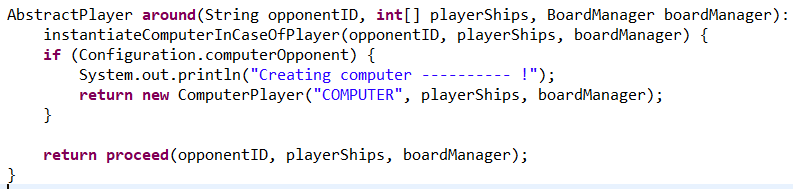 AbstractPlayer around(String opponentID, int[] playerShips, BoardManager boardManager):
    instantiateComputerInCaseOfPlayer(opponentID, playerShips, boardManager) {
    if (Configuration.computerOpponent) {
        System.out.println("Creating computer ---------- !");
        return new ComputerPlayer("COMPUTER", playerShips, boardManager);
    }

    return proceed(opponentID, playerShips, boardManager);
}